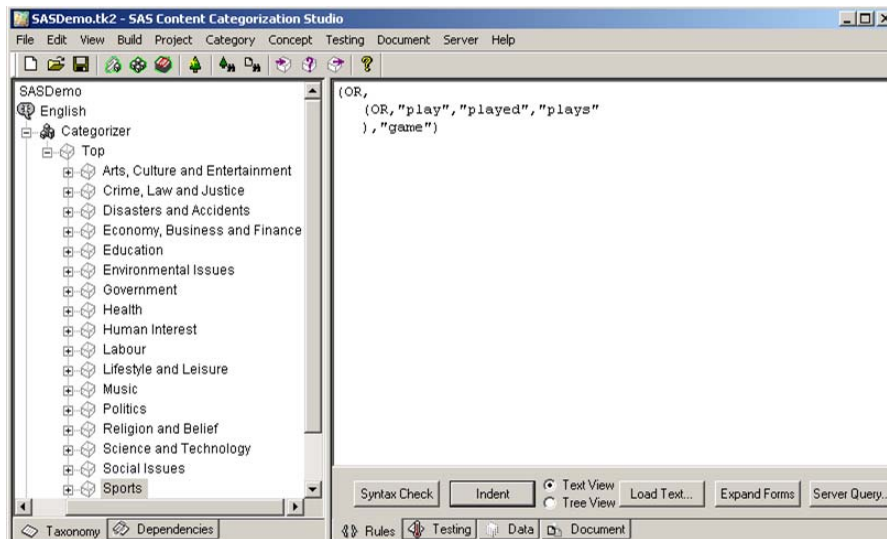 SASDemo.tk2 - SAS Content Categorization Studio
File Edit View Build Project Category Concept Testing Document Server Help
SASDemo
English
Categorizer
Top
Arts, Culture and Entertainment
Crime, Law and Justice
Disasters and Accidents
Economy, Business and Finance
Education
Environmental Issues
Government
Health
Human Interest
Labour
Lifestyle and Leisure
Music
Politics
Religion and Belief
Science and Technology
Social Issues
Sports
Taxonomy Dependencies
(OR,
(OR,"play","played","plays"
),"game")
Syntax Check Indent Text View Tree View Load Text... Expand Forms Server Query...
Rules Testing Data Document